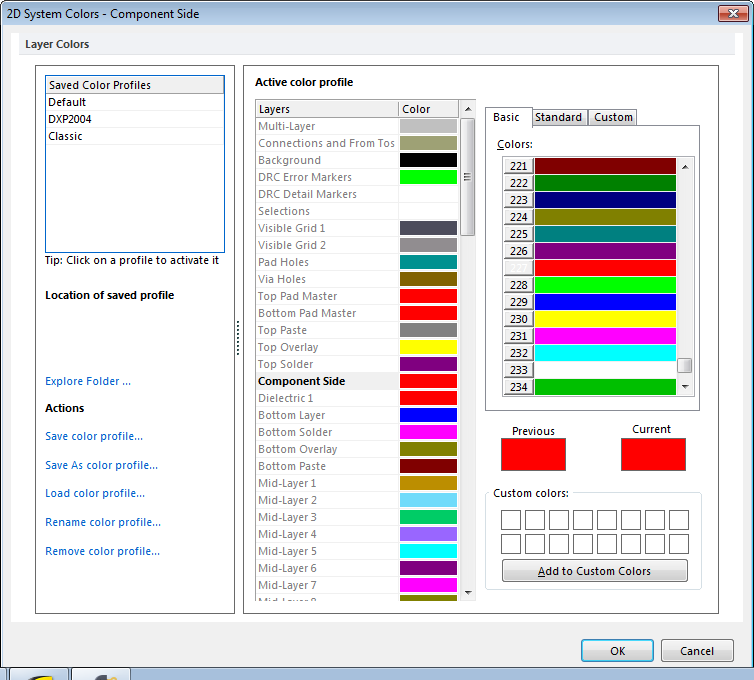 2D System Colors - Component Side
Layer Colors
Saved Color Profiles
Default
DXP2004
Classic
Tip: Click on a profile to activate it
Location of saved profile
Explore Folder ...
Actions
Save color profile...
Save As color profile...
Load color profile...
Rename color profile...
Remove color profile...
Active color profile
Layers Color
Multi-Layer
Connections and From Tos
Background
DRC Error Markers
DRC Detail Markers
Selections
Visible Grid 1
Visible Grid 2
Pad Holes
Via Holes
Top Pad Master
Bottom Pad Master
Top Paste
Top Overlay
Top Solder
Component Side
Dielectric 1
Bottom Layer
Bottom Solder
Bottom Overlay
Bottom Paste
Mid-Layer 1
Mid-Layer 2
Mid-Layer 3
Mid-Layer 4
Mid-Layer 5
Mid-Layer 6
Mid-Layer 7
Mid-Layer 8
Basic Standard Custom
Colors:
221
222
223
224
225
226
227
228
229
230
231
232
233
234
Previous Current
Custom colors:
Add to Custom Colors
OK Cancel